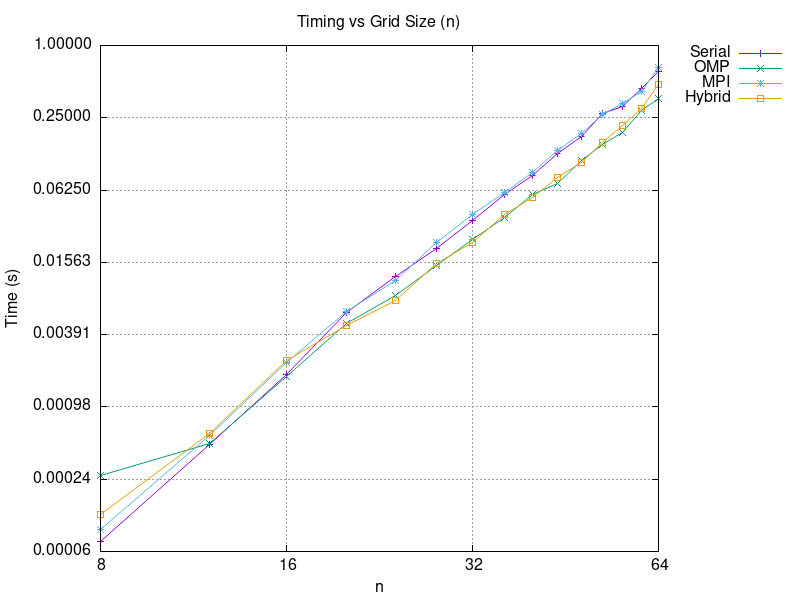 Timing vs Grid Size (n)
Serial
OMP
MPI
Hybrid
1.00000
0.25000
0.06250
0.01563
0.00391
0.00098
0.00024
0.00006
Time (s)
8 16 32 64
n